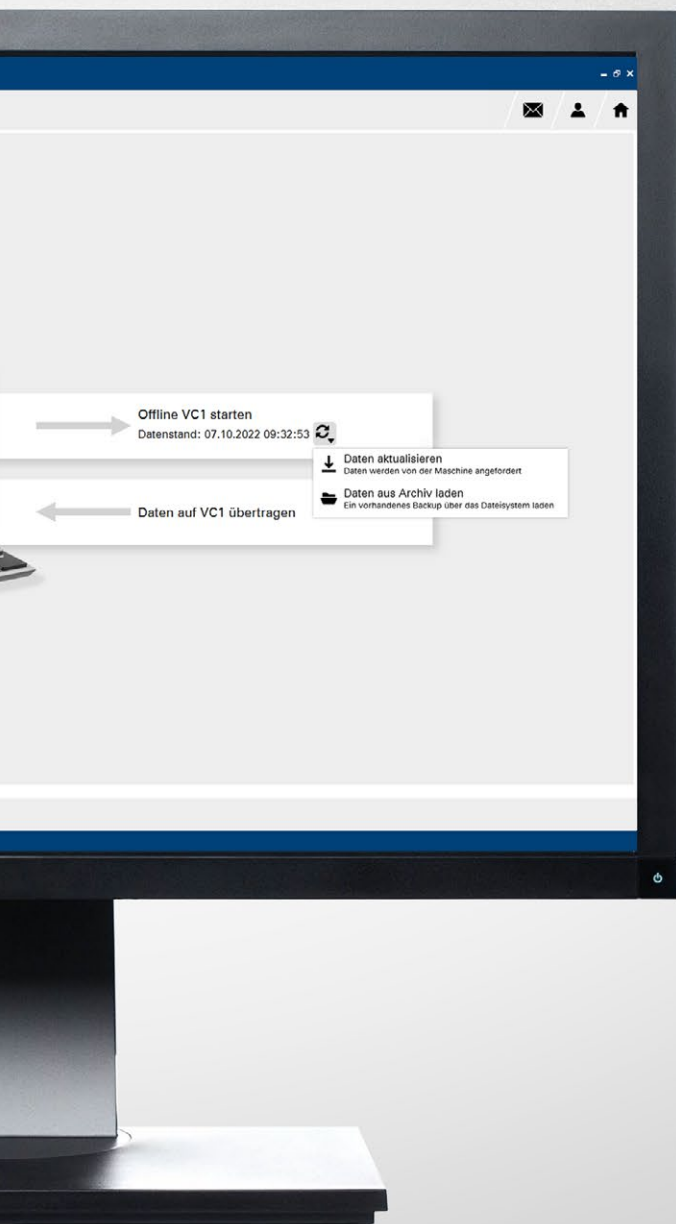 Offline VC1 starten
Datenstand: 07.10.2022 09:32:53
Daten aktualisieren
Daten werden von der Maschine angefordert
Daten aus Archiv laden
Ein vorhandenes Backup über das Dateisystem laden
Daten auf VC1 übertragen